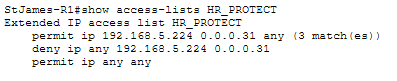 StJames-R1#show access-lists HR_PROTECT
Extended IP access list HR_PROTECT
    permit ip 192.168.5.224 0.0.0.31 any (3 match(es))
    deny ip any 192.168.5.224 0.0.0.31
    permit ip any any